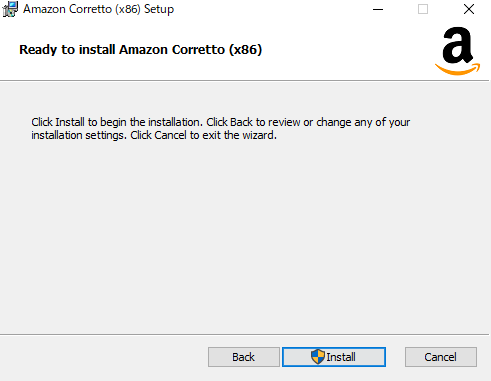 Amazon Corretto (x86) Setup
Ready to install Amazon Corretto (x86)
a
Click Install to begin the installation. Click Back to review or change any of your
installation settings. Click Cancel to exit the wizard.
Back
Install
Cancel